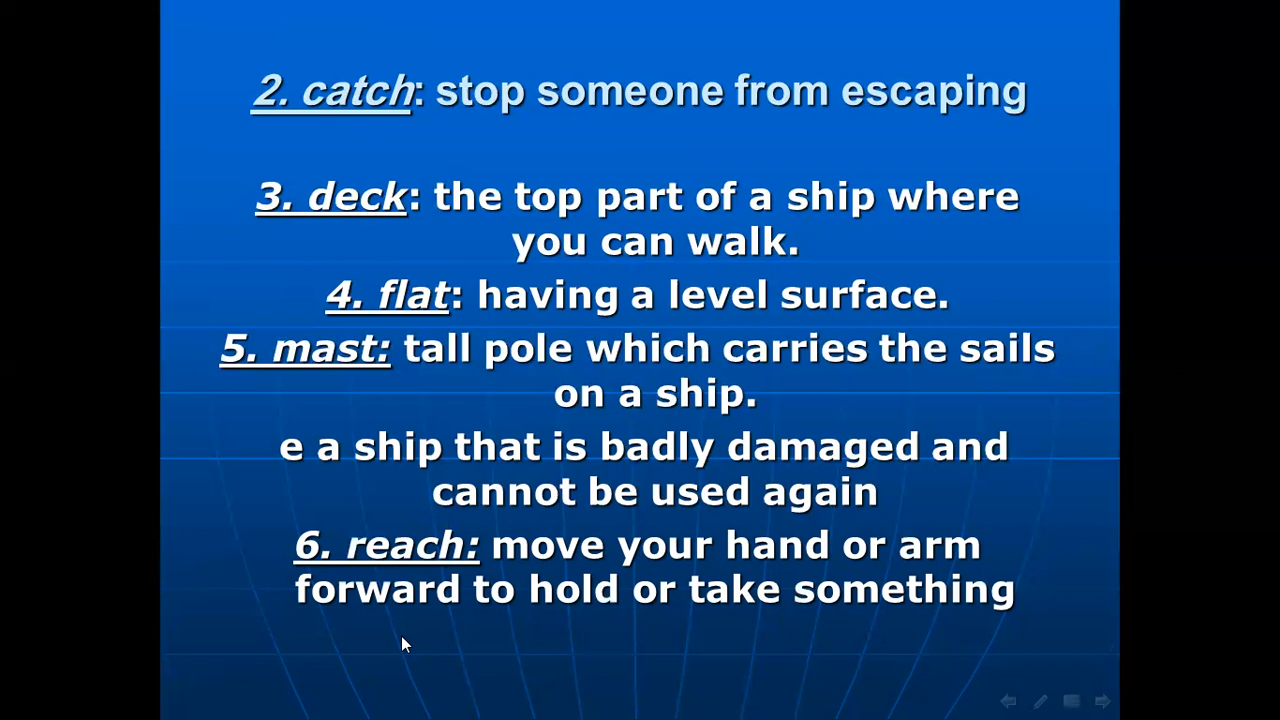 2. catch: stop someone from escaping
3. deck: the top part of a ship where
you can walk.
4. flat: having a level surface.
5. mast: tall pole which carries the sails
on a ship.
e a ship that is badly damaged and
cannot be used again
6. reach: move your hand or arm
forward to hold or take something